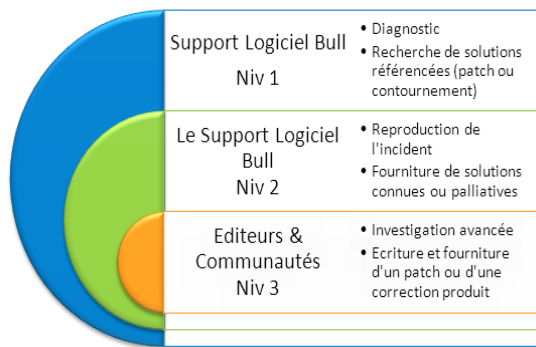 Support Logiciel Bull
Niv 1
• Diagnostic
• Recherche de solutions
référencées (patch ou
contournement)
Le Support Logiciel
Bull
Niv 2
• Reproduction de
l'incident
• Fourniture de solutions
connues ou palliatives
Editeurs &
Communautés
Niv 3
• Investigation avancée
• Ecriture et fourniture
d'un patch ou d'une
correction produit